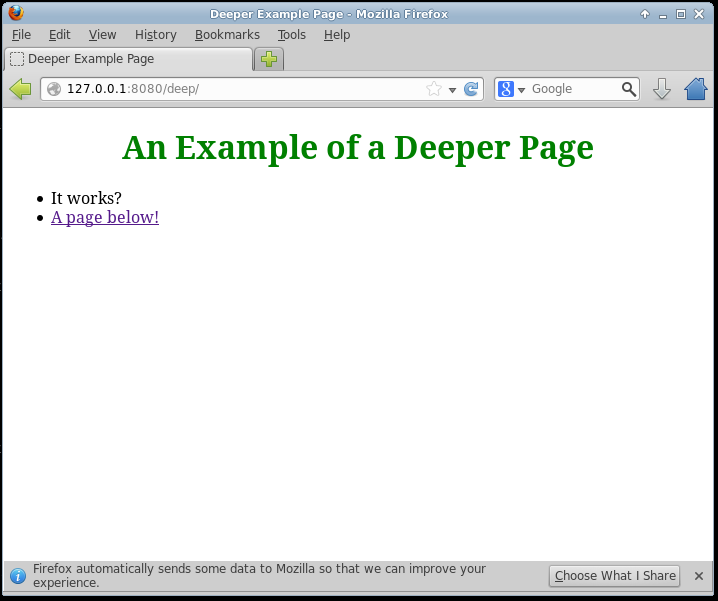 Deeper Example Page - Mozilla Firefox
File Edit View History Bookmarks Tools Help
Deeper Example Page
127.0.0.1:8080/deep/ 8 Google
An Example of a Deeper Page
It works?
A page below!
Firefox automatically sends some data to Mozilla so that we can improve your
experience.
Choose What I Share